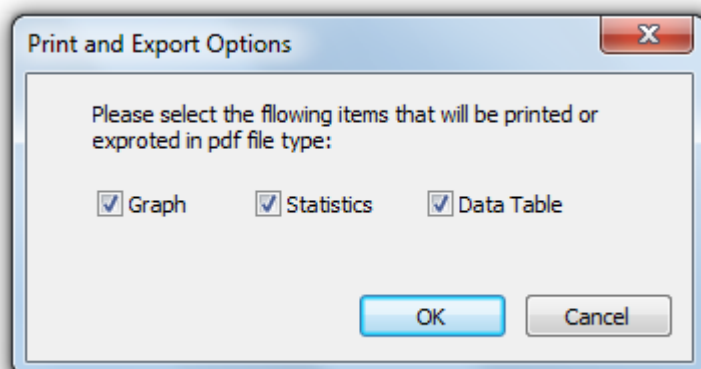 Print and Export Options
Please select the fllowing items that will be printed or
exproted in pdf file type:
Graph Statistics Data Table
OK Cancel